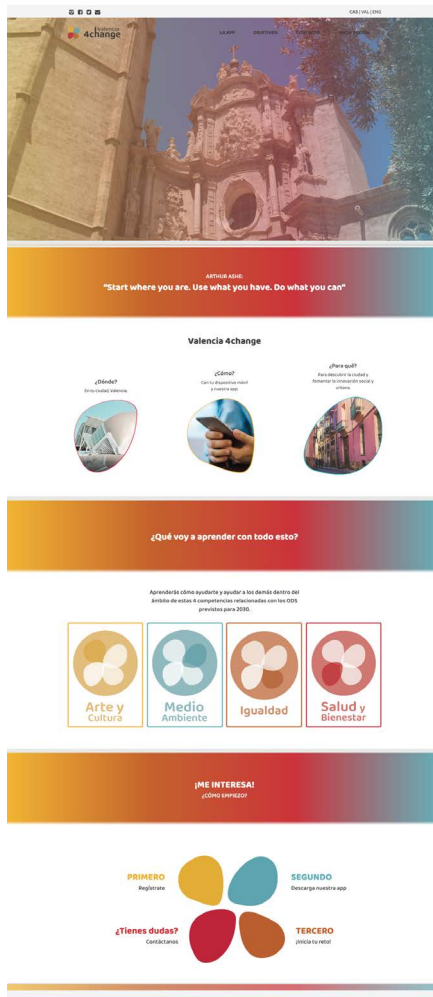 CAS | VAL | ENG
Valencia
4change
LA APP
OBJETIVOS
ARTHUR ASHE:
“Start where you are. Use what you have. Do what you can”
Valencia 4change
¿Dónde?
En tu ciudad, Valencia.
¿Cómo?
Con tu dispositivo móvil
y nuestra app.
¿Para qué?
Para descubrir la ciudad y
fomentar la innovación social y
urbana.
¿Qué voy a aprender con todo esto?
Aprenderás cómo ayudarte y ayudar a los demás dentro del
ámbito de estas 4 competencias relacionadas con los ODS
previstos para 2030.
Arte y
Cultura
Medio
Ambiente
Igualdad
Salud y
Bienestar
¡ME INTERESA!
¿CÓMO EMPIEZO?
PRIMERO
Regístrate
SEGUNDO
Descarga nuestra app
¿Tienes dudas?
Contáctanos
TERCERO
¡Inicia tu reto!